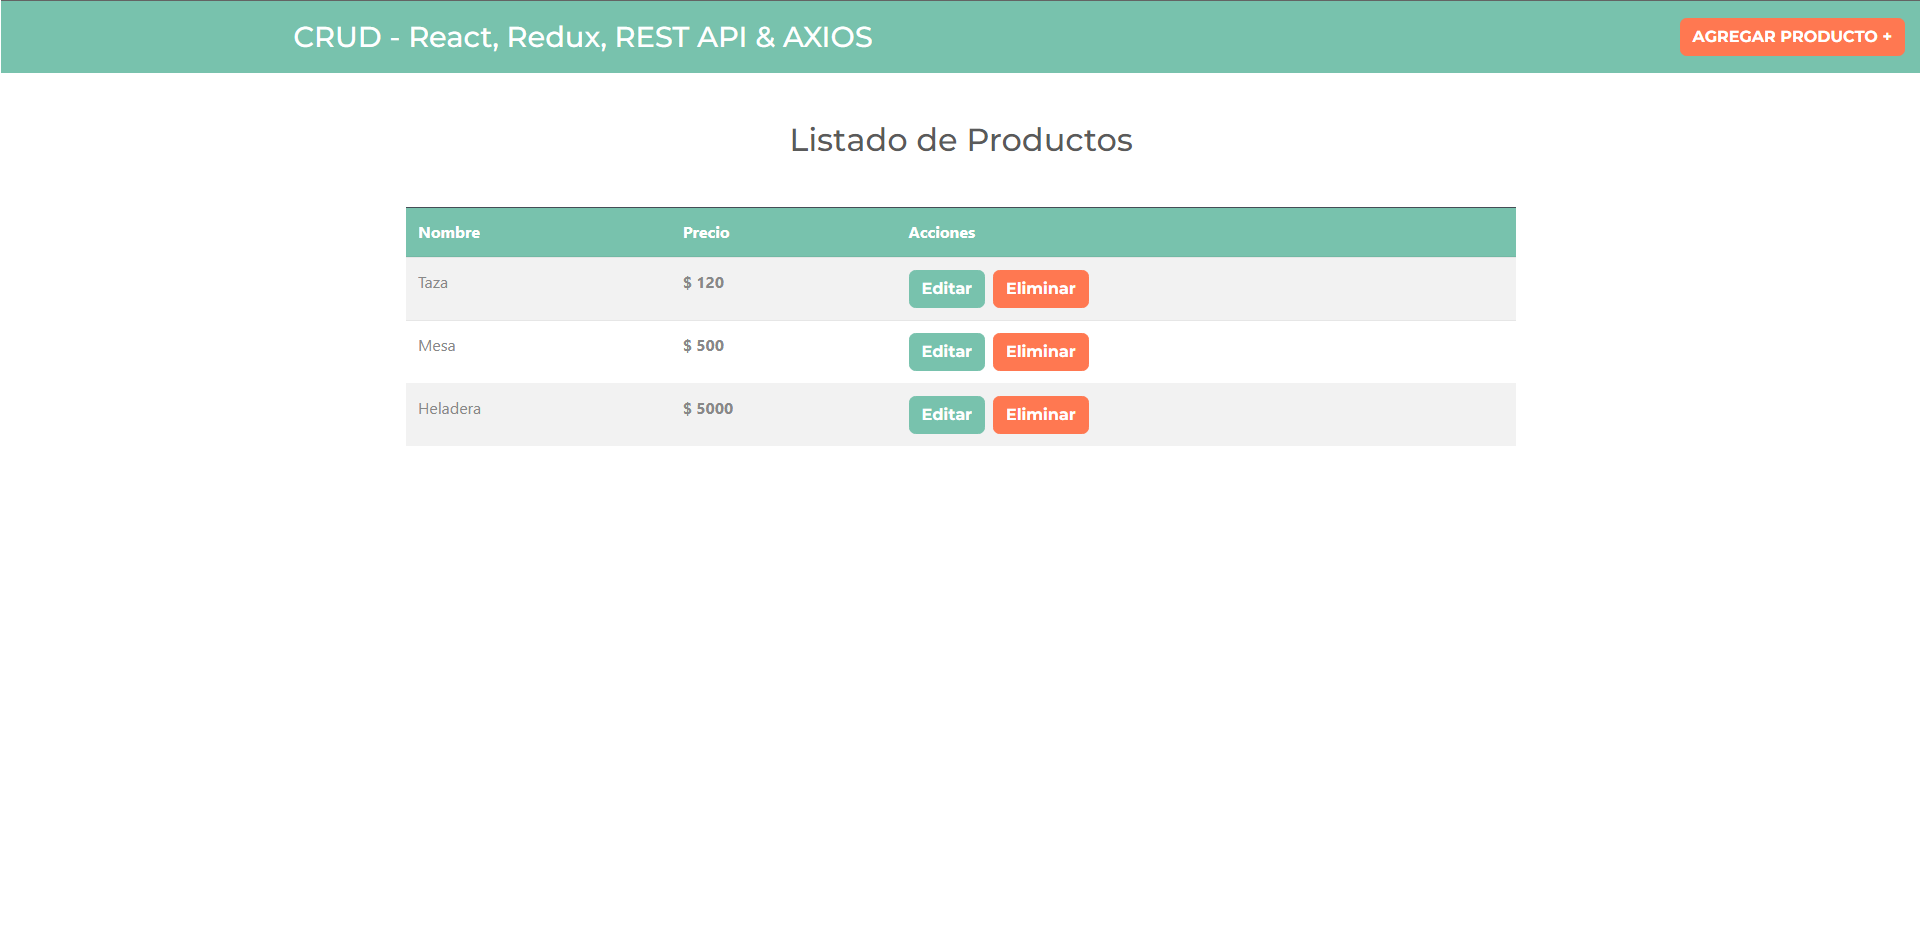 CRUD - React, Redux, REST API & AXIOS
AGREGAR PRODUCTO +
Listado de Productos
Nombre Precio Acciones
Taza $ 120 Editar Eliminar
Mesa $ 500 Editar Eliminar
Heladera $ 5000 Editar Eliminar